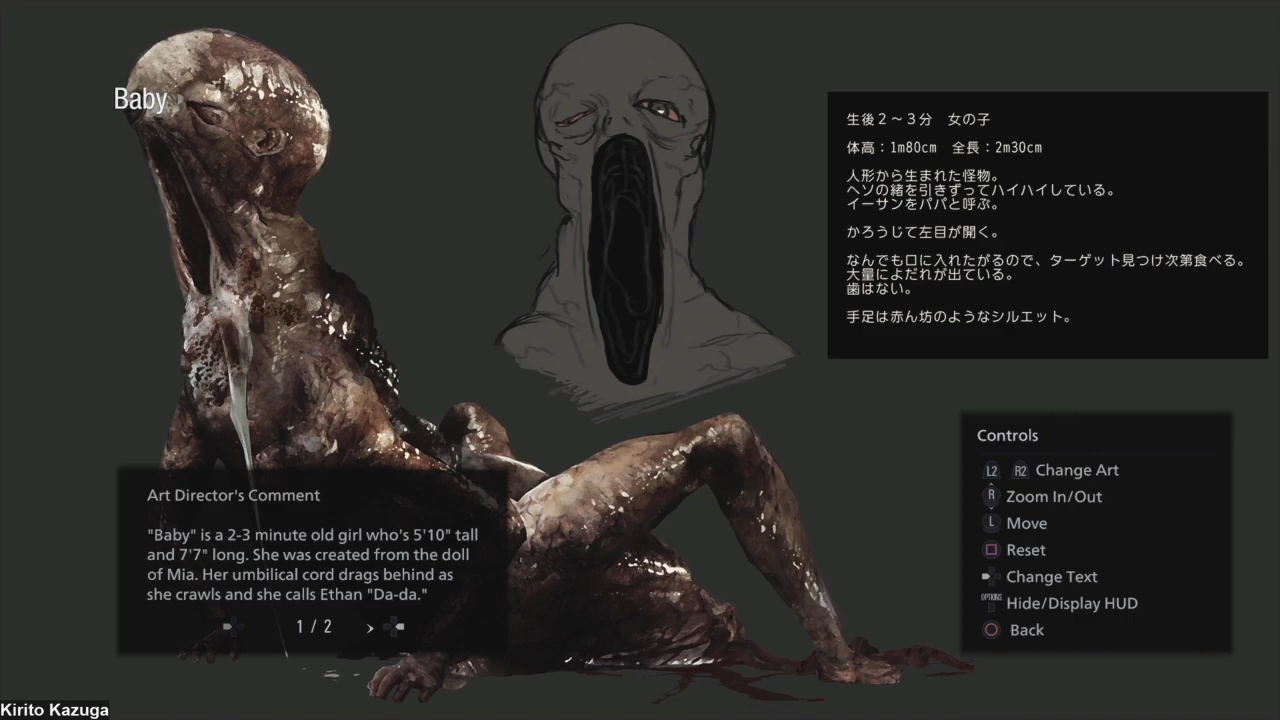 Baby
生後２～３分　女の子
体高：1m80cm　全長：2m30cm
人形から生まれた怪物。
ヘソの緒を引きずってハイハイしている。
イーサンをパパと呼ぶ。
かろうじて左目が開く。
なんでも口に入れたがるので、ターゲット見つけ次第食べる。
大量によだれが出ている。
歯はない。
手足は赤ん坊のようなシルエット。
Art Director's Comment
"Baby" is a 2-3 minute old girl who's 5'10" tall
and 7'7" long. She was created from the doll
of Mia. Her umbilical cord drags behind as
she crawls and she calls Ethan "Da-da."
1 / 2
Controls
L2 R2 Change Art
R Zoom In/Out
L Move
Reset
Change Text
OPTIONS Hide/Display HUD
Back
Kirito Kazuga